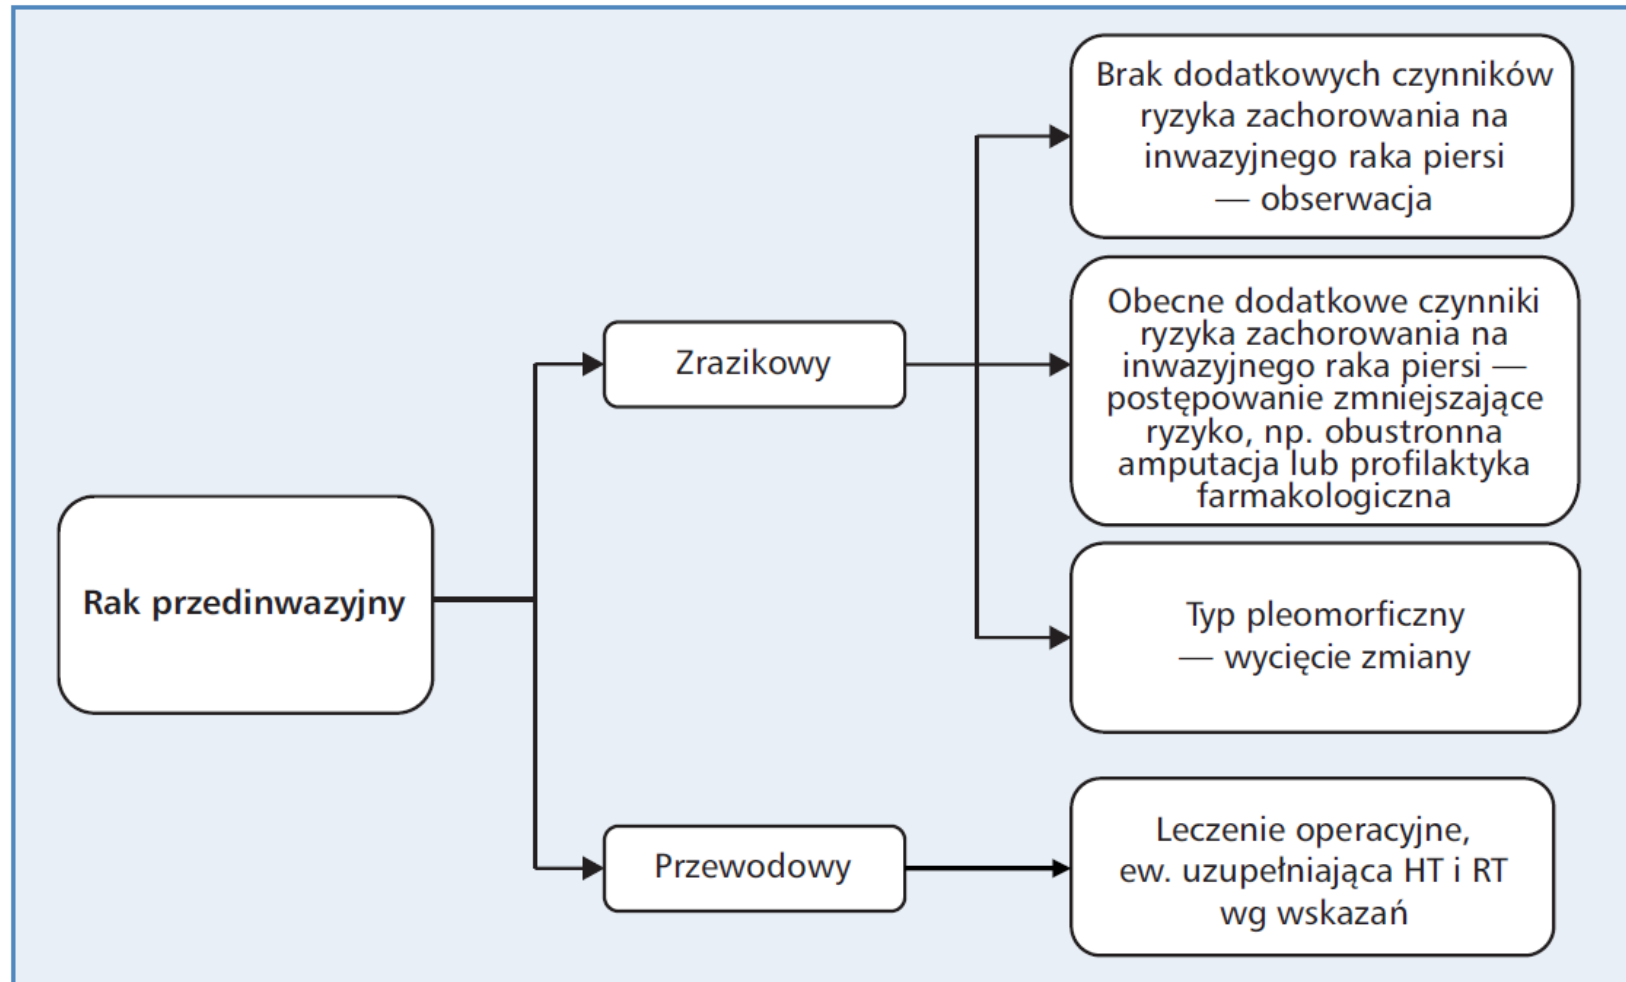 Brak dodatkowych czynników
ryzyka zachorowania na
inwazyjnego raka piersi
— obserwacja
Obecne dodatkowe czynniki
ryzyka zachorowania na
inwazyjnego raka piersi —
postępowanie zmniejszające
ryzyko, np. obustronna
amputacja lub profilaktyka
farmakologiczna
Zrazikowy
Rak przedinwazyjny
Typ pleomorficzny
— wycięcie zmiany
Przewodowy
Leczenie operacyjne,
ew. uzupełniająca HT i RT
wg wskazań